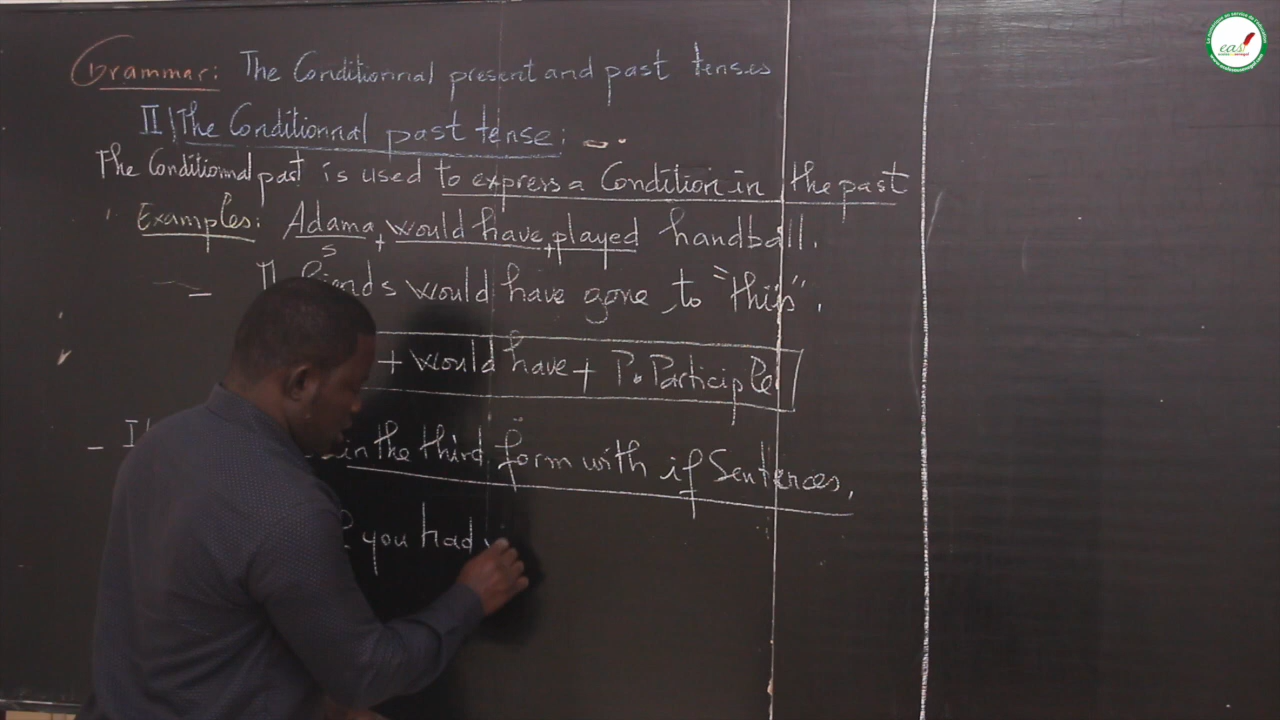 Grammar: The Conditionnal present and past tenses
II | The Conditionnal past tense:
The Conditionnal past is used to express a Condition in the past
Examples: Adama + would have + played handball.
S
friends would have gone to "this".
+ would have + P. Participle
in the third form with if Sentences.
you had
eas